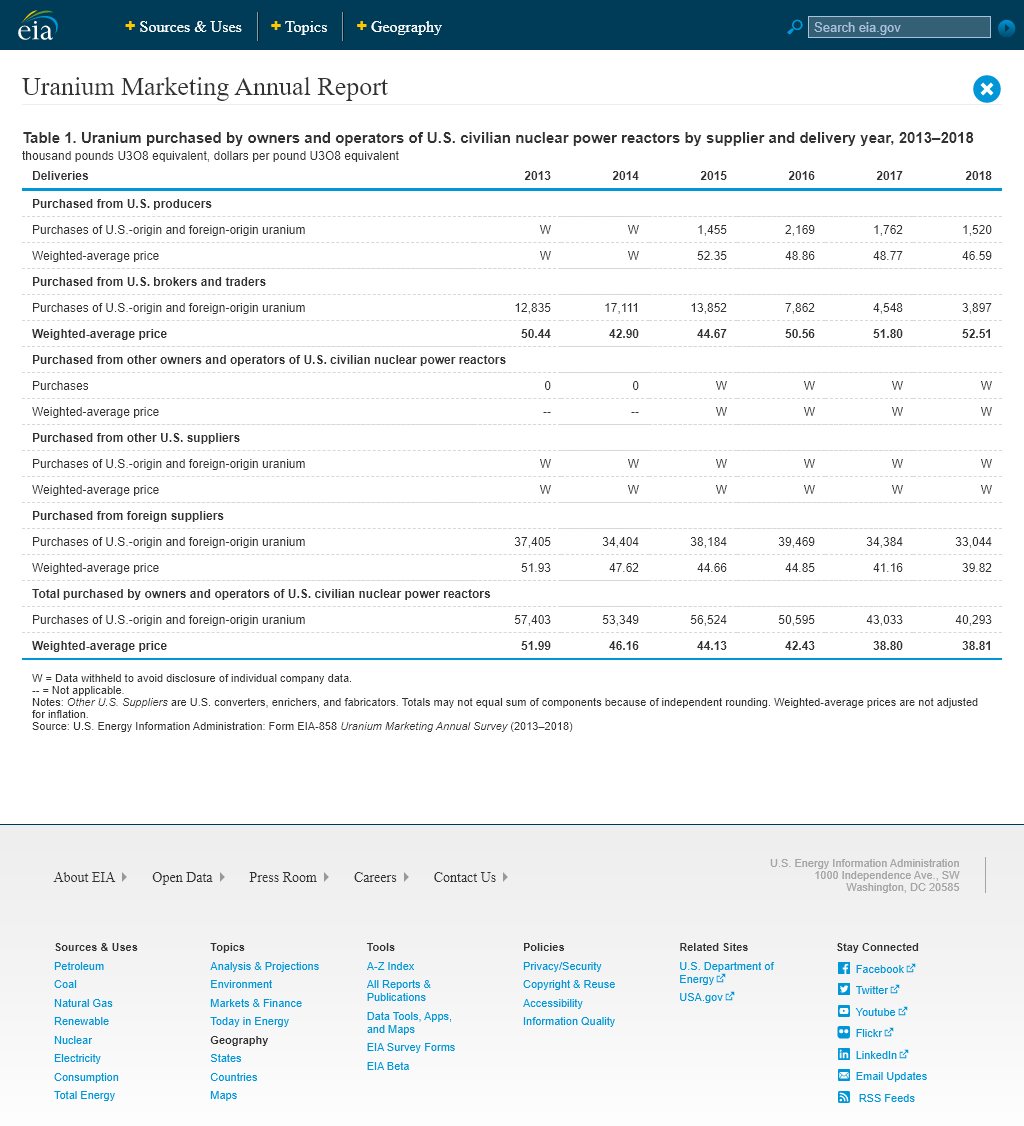 eia
+ Sources & Uses
+ Topics
+ Geography
Search eia.gov
Uranium Marketing Annual Report
Table 1. Uranium purchased by owners and operators of U.S. civilian nuclear power reactors by supplier and delivery year, 2013–2018
thousand pounds U3O8 equivalent, dollars per pound U3O8 equivalent
Deliveries 2013 2014 2015 2016 2017 2018
Purchased from U.S. producers
Purchases of U.S.-origin and foreign-origin uranium W W 1,455 2,169 1,762 1,520
Weighted-average price W W 52.35 48.86 48.77 46.59
Purchased from U.S. brokers and traders
Purchases of U.S.-origin and foreign-origin uranium 12,835 17,111 13,852 7,862 4,548 3,897
Weighted-average price 50.44 42.90 44.67 50.56 51.80 52.51
Purchased from other owners and operators of U.S. civilian nuclear power reactors
Purchases 0 0 W W W W
Weighted-average price -- -- W W W W
Purchased from other U.S. suppliers
Purchases of U.S.-origin and foreign-origin uranium W W W W W W
Weighted-average price W W W W W W
Purchased from foreign suppliers
Purchases of U.S.-origin and foreign-origin uranium 37,405 34,404 38,184 39,469 34,384 33,044
Weighted-average price 51.93 47.62 44.66 44.85 41.16 39.82
Total purchased by owners and operators of U.S. civilian nuclear power reactors
Purchases of U.S.-origin and foreign-origin uranium 57,403 53,349 56,524 50,595 43,033 40,293
Weighted-average price 51.99 46.16 44.13 42.43 38.80 38.81
W = Data withheld to avoid disclosure of individual company data.
-- = Not applicable.
Notes: Other U.S. Suppliers are U.S. converters, enrichers, and fabricators. Totals may not equal sum of components because of independent rounding. Weighted-average prices are not adjusted
for inflation.
Source: U.S. Energy Information Administration: Form EIA-858 Uranium Marketing Annual Survey (2013–2018)
About EIA
Open Data
Press Room
Careers
Contact Us
U.S. Energy Information Administration
1000 Independence Ave., SW
Washington, DC 20585
Sources & Uses
Petroleum
Coal
Natural Gas
Renewable
Nuclear
Electricity
Consumption
Total Energy
Topics
Analysis & Projections
Environment
Markets & Finance
Today in Energy
Geography
States
Countries
Maps
Tools
A-Z Index
All Reports &
Publications
Data Tools, Apps,
and Maps
EIA Survey Forms
EIA Beta
Policies
Privacy/Security
Copyright & Reuse
Accessibility
Information Quality
Related Sites
U.S. Department of
Energy
USA.gov
Stay Connected
Facebook
Twitter
Youtube
Flickr
LinkedIn
Email Updates
RSS Feeds